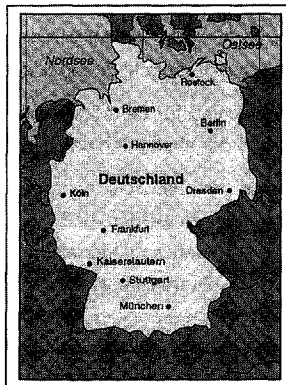 Ostsee
Nordsee
Rostock
Bremen
Berlin
Hannover
Deutschland
Köln
Dresden
Frankfurt
Kaiserslautern
Stuttgart
München